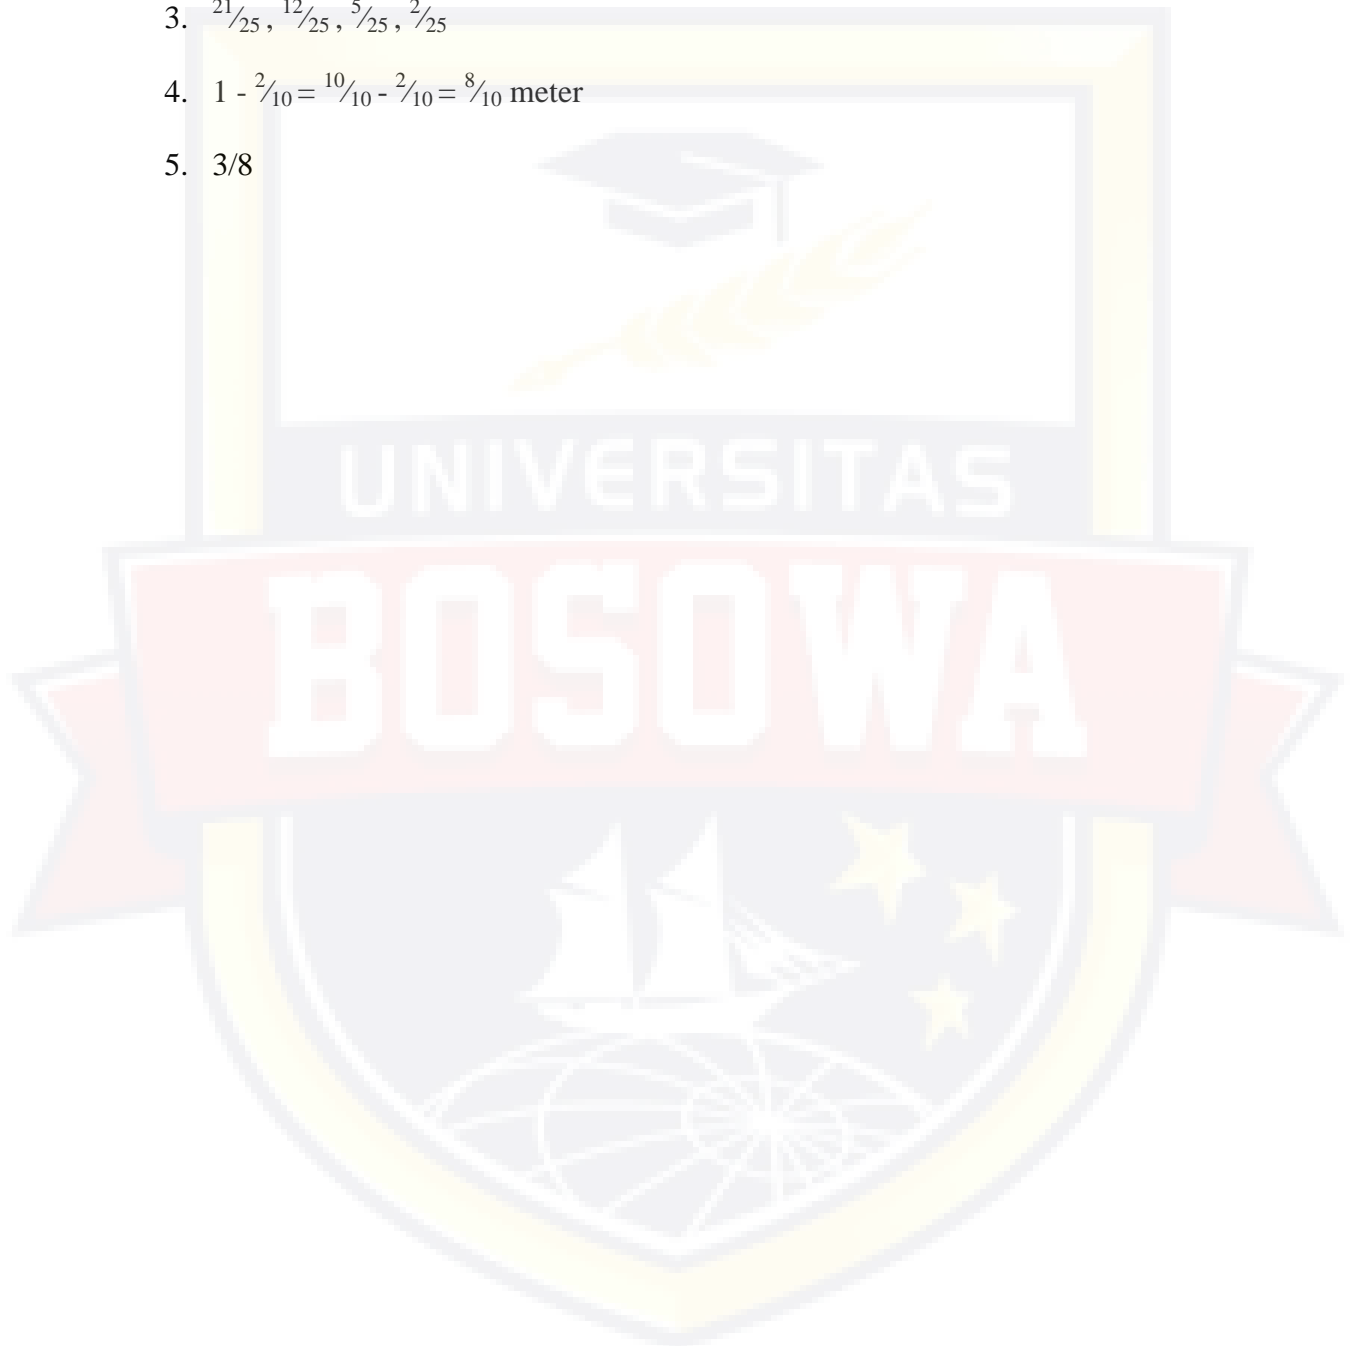 3. 21⁄25 , 12⁄25 , 5⁄25 , 2⁄25
4. 1 - 2⁄10 = 10⁄10 - 2⁄10 = 8⁄10 meter
5. 3/8
UNIVERSITAS
BOSOWA